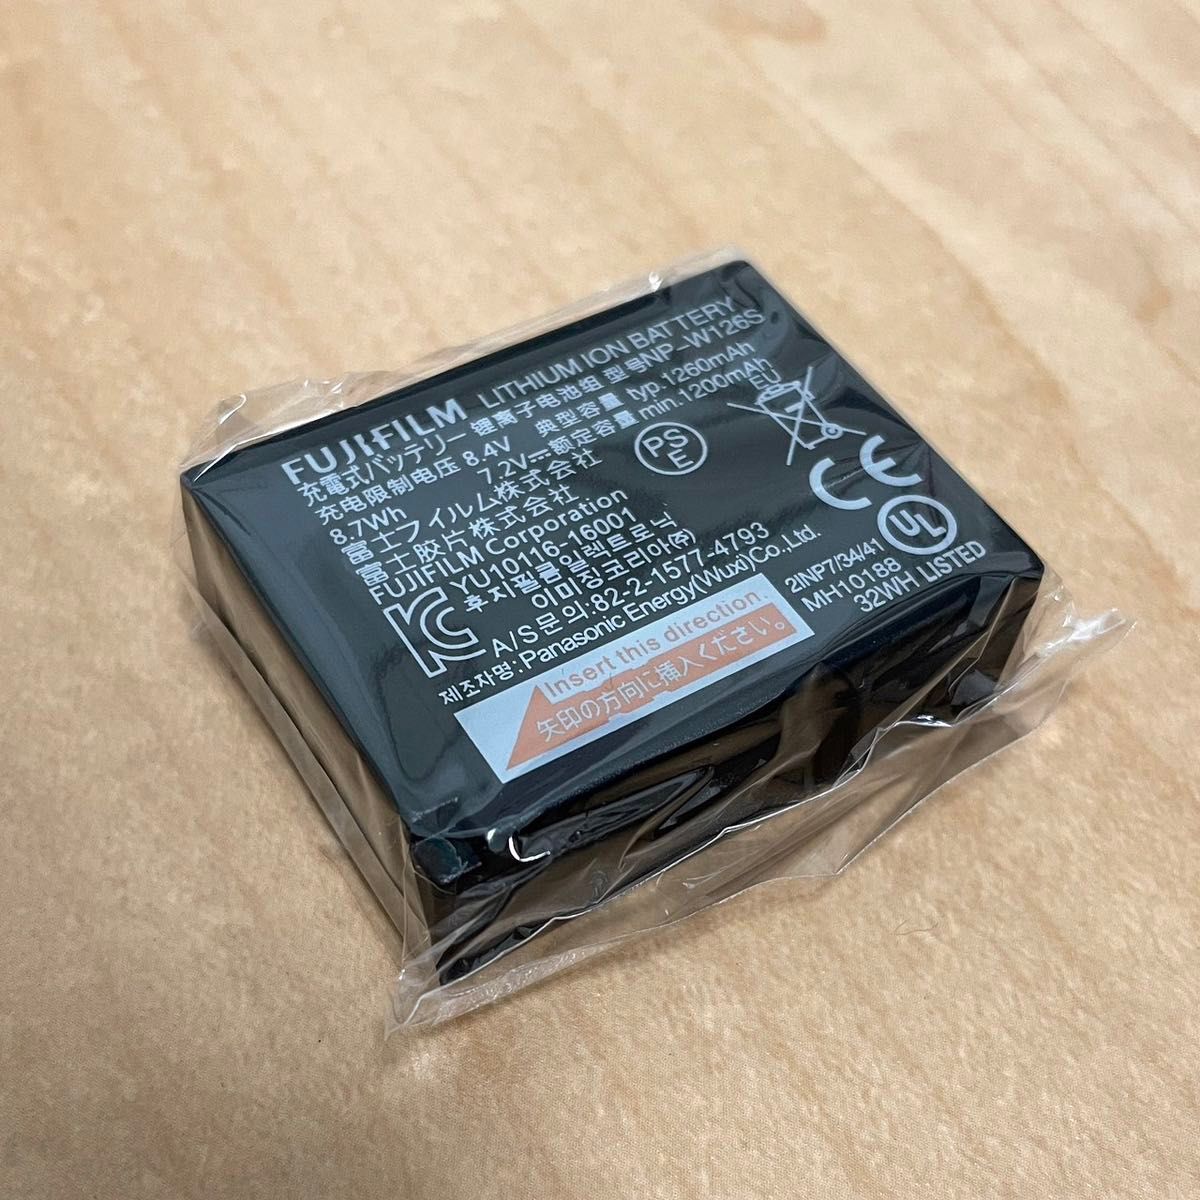 FUJIFILM LITHIUM ION BATTERY
充電式バッテリー 锂离子电池组 型号NP-W126S
充电限制电压 8.4V 典型容量 typ.1260mAh
8.7Wh 7.2V⎓ 额定容量 min.1200mAh
富士フイルム株式会社
富士胶片株式会社
FUJIFILM Corporation
YU10116-16001
후지필름일렉트로닉
이미징코리아(주)
A/S문의:82-2-1577-4793
제조자명:Panasonic Energy(Wuxi)Co.,Ltd.
KC
PS
E
EU
CE
UL
2INP7/34/41
MH10188
32WH LISTED
Insert this direction.
矢印の方向に挿入ください。